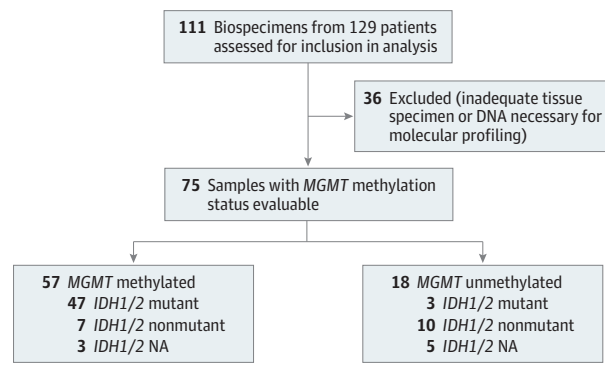 111 Biospecimens from 129 patients
assessed for inclusion in analysis
36 Excluded (inadequate tissue
specimen or DNA necessary for
molecular profiling)
75 Samples with MGMT methylation
status evaluable
57 MGMT methylated
47 IDH1/2 mutant
7 IDH1/2 nonmutant
3 IDH1/2 NA
18 MGMT unmethylated
3 IDH1/2 mutant
10 IDH1/2 nonmutant
5 IDH1/2 NA